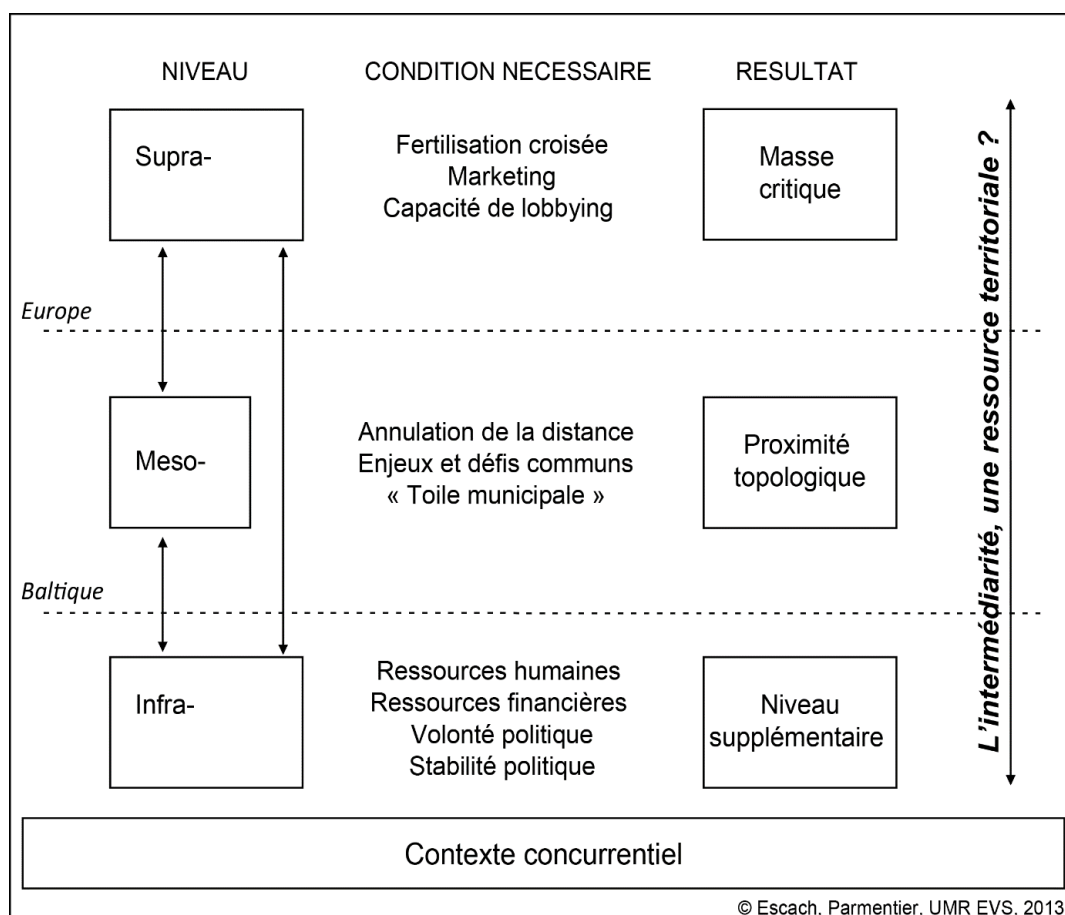 NIVEAU
CONDITION NECESSAIRE
RESULTAT
Supra-
Fertilisation croisée
Marketing
Capacité de lobbying
Masse
critique
Europe
Meso-
Annulation de la distance
Enjeux et défis communs
« Toile municipale »
Proximité
topologique
Baltique
Infra-
Ressources humaines
Ressources financières
Volonté politique
Stabilité politique
Niveau
supplémentaire
L'intermédiarité, une ressource territoriale ?
Contexte concurrentiel
© Escach, Parmentier, UMR EVS, 2013